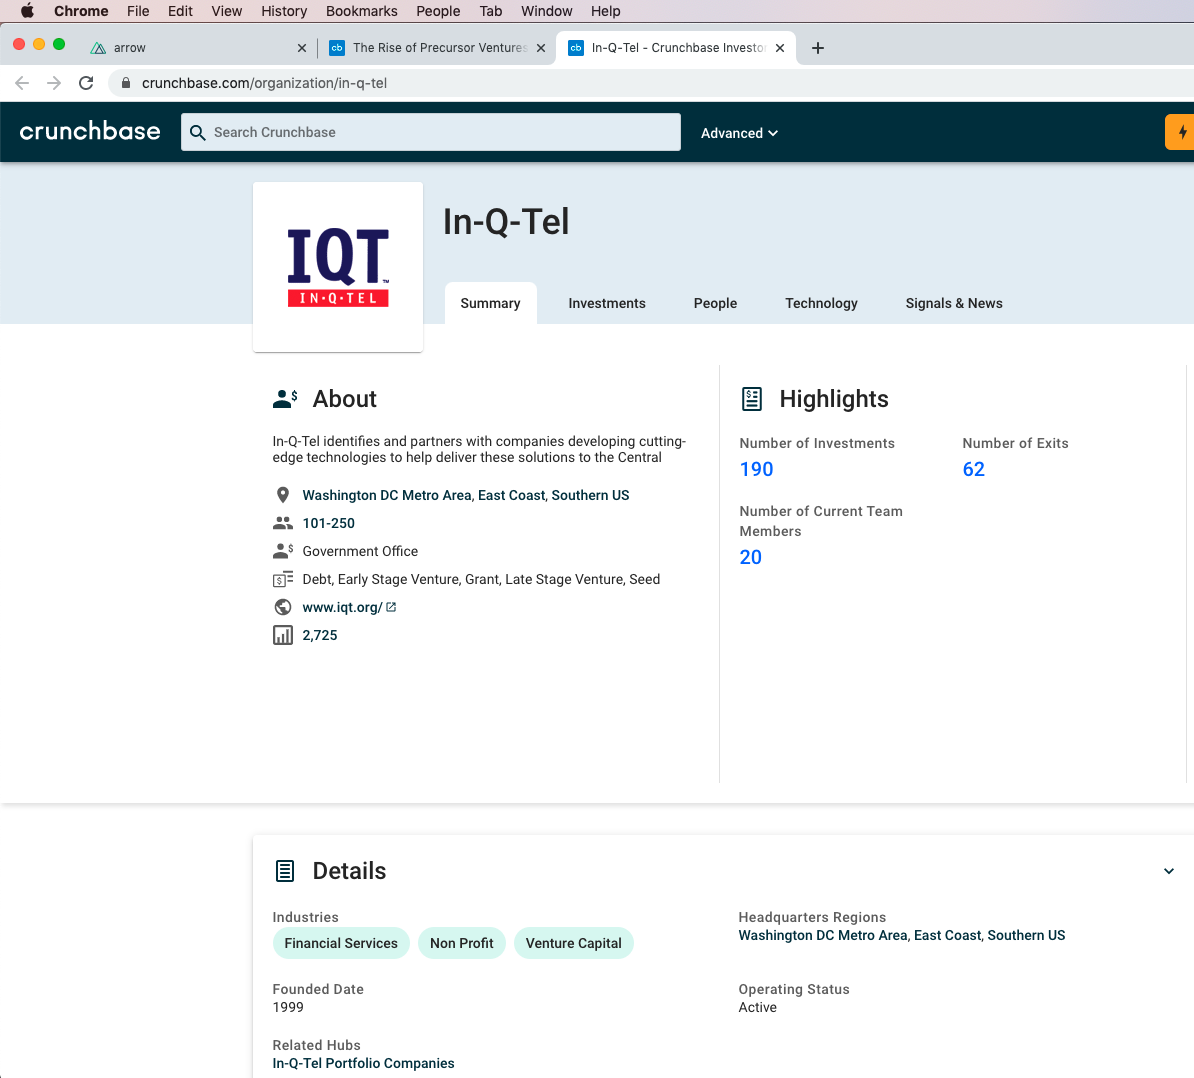 Chrome File Edit View History Bookmarks People Tab Window Help
arrow
The Rise of Precursor Ventures
In-Q-Tel - Crunchbase Investor
crunchbase.com/organization/in-q-tel
crunchbase
Search Crunchbase
Advanced
IQT™
IN·Q·TEL
In-Q-Tel
Summary Investments People Technology Signals & News
About
In-Q-Tel identifies and partners with companies developing cutting-
edge technologies to help deliver these solutions to the Central
Washington DC Metro Area, East Coast, Southern US
101-250
Government Office
Debt, Early Stage Venture, Grant, Late Stage Venture, Seed
www.iqt.org/
2,725
Highlights
Number of Investments
190
Number of Exits
62
Number of Current Team
Members
20
Details
Industries
Financial Services Non Profit Venture Capital
Headquarters Regions
Washington DC Metro Area, East Coast, Southern US
Founded Date
1999
Operating Status
Active
Related Hubs
In-Q-Tel Portfolio Companies